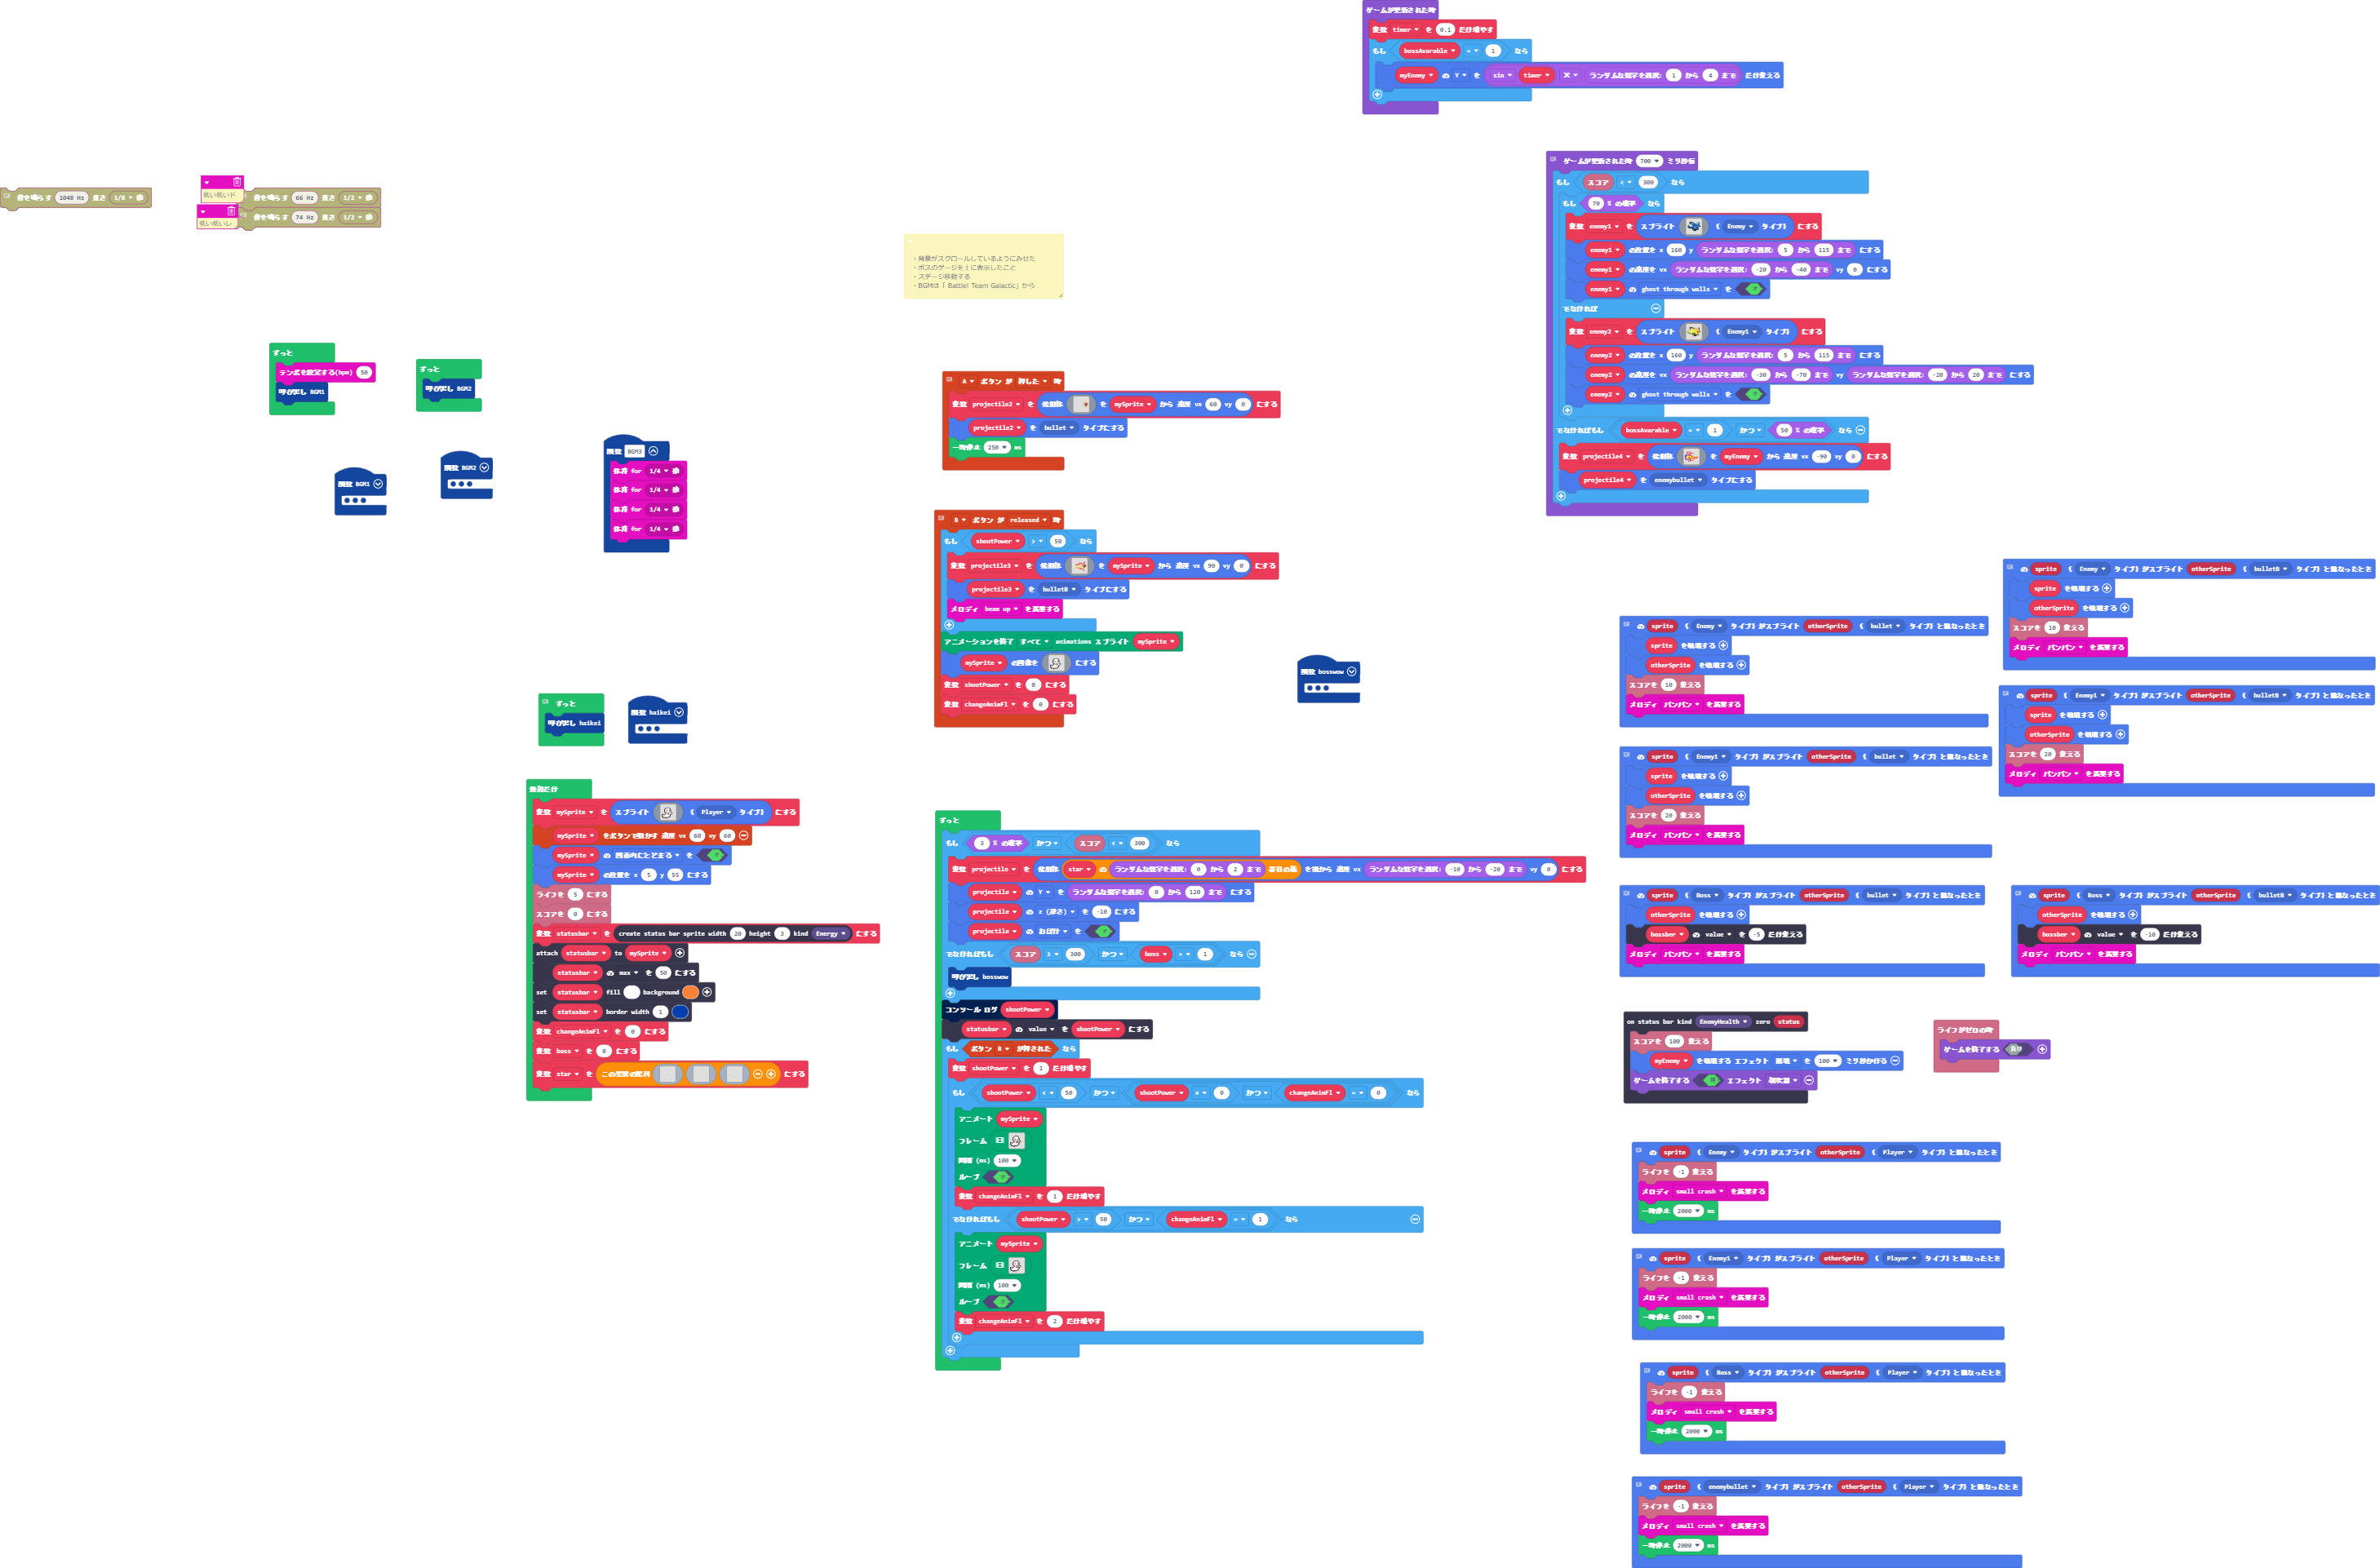 ゲームが更新された時
変数 timer を 0.1 だけ増やす
もし bossAvarable = 1 なら
myEnemy の Y を sin timer × ランダムな数字を選択: 1 から 4 まで だけ変える
音を鳴らす 1048 Hz 長さ 1/8 拍
低い低いド
音を鳴らす 66 Hz 長さ 1/2 拍
低い低いレ
音を鳴らす 74 Hz 長さ 1/2 拍
・背景がスクロールしているようにみせた
・ボスのゲージを上に表示したこと
・ステージ移動する
・BGMは「 Battle! Team Galactic」から
ずっと
テンポを設定する(bpm) 50
呼び出し BGM1
ずっと
呼び出し BGM2
関数 BGM1
関数 BGM2
関数 BGM3
休符 for 1/4 拍
休符 for 1/4 拍
休符 for 1/4 拍
休符 for 1/4 拍
ずっと
呼び出し haikei
関数 haikei
最初だけ
変数 mySprite を スプライト ( Player タイプ) にする
mySprite をボタンで動かす 速度 vx 60 vy 60
mySprite の 画面内にとどまる を
mySprite の位置を x 5 y 55 にする
ライフを 5 にする
スコアを 0 にする
変数 statusbar を create status bar sprite width 20 height 3 kind Energy にする
attach statusbar to mySprite
statusbar の max を 50 にする
set statusbar fill background
set statusbar border width 1
変数 changeAnimFl を 0 にする
変数 boss を 0 にする
変数 star を この要素の配列 にする
A ボタン が 押した 時
変数 projectile2 を 発射体 を mySprite から 速度 vx 60 vy 0 にする
projectile2 を bullet タイプにする
一時停止 250 ms
B ボタン が released 時
もし shootPower > 50 なら
変数 projectile3 を 発射体 を mySprite から 速度 vx 90 vy 0 にする
projectile3 を bulletB タイプにする
メロディ beam up を演奏する
アニメーションを終了 すべて animations スプライト mySprite
mySprite の画像を にする
変数 shootPower を 0 にする
変数 changeAnimFl を 0 にする
関数 bosswow
ずっと
もし 3 % の確率 かつ スコア < 300 なら
変数 projectile を 発射体 star の ランダムな数字を選択: 0 から 2 まで 番目の値 を端から 速度 vx ランダムな数字を選択: -10 から -20 まで vy 0 にする
projectile の Y を ランダムな数字を選択: 0 から 120 まで にする
projectile の z (深さ) を -10 にする
projectile の おばけ を
でなければもし スコア ≥ 300 かつ boss = 1 なら
呼び出し bosswow
コンソール ログ shootPower
statusbar の value を shootPower にする
もし ボタン B が押された なら
変数 shootPower を 1 だけ増やす
もし shootPower < 50 かつ shootPower ≠ 0 かつ changeAnimFl = 0 なら
アニメート mySprite
フレーム
間隔 (ms) 100
ループ
変数 changeAnimFl を 1 だけ増やす
でなければもし shootPower > 50 かつ changeAnimFl = 1 なら
アニメート mySprite
フレーム
間隔 (ms) 100
ループ
変数 changeAnimFl を 2 だけ増やす
ゲームが更新された時 700 ミリ秒毎
もし スコア < 300 なら
もし 70 % の確率 なら
変数 enemy1 を スプライト ( Enemy タイプ) にする
enemy1 の位置を x 160 y ランダムな数字を選択: 5 から 115 まで にする
enemy1 の速度を vx ランダムな数字を選択: -20 から -40 まで vy 0 にする
enemy1 の ghost through walls を
でなければ
変数 enemy2 を スプライト ( Enemy1 タイプ) にする
enemy2 の位置を x 160 y ランダムな数字を選択: 5 から 115 まで にする
enemy2 の速度を vx ランダムな数字を選択: -30 から -70 まで vy ランダムな数字を選択: -20 から 20 まで にする
enemy2 の ghost through walls を
でなければもし bossAvarable = 1 かつ 50 % の確率 なら
変数 projectile4 を 発射体 を myEnemy から 速度 vx -90 vy 0 にする
projectile4 を enemybullet タイプにする
の sprite ( Enemy タイプ) がスプライト otherSprite ( bulletB タイプ) と重なったとき
sprite を破壊する
otherSprite を破壊する
スコアを 10 変える
メロディ バンバン を演奏する
の sprite ( Enemy タイプ) がスプライト otherSprite ( bullet タイプ) と重なったとき
sprite を破壊する
otherSprite を破壊する
スコアを 10 変える
メロディ バンバン を演奏する
の sprite ( Enemy1 タイプ) がスプライト otherSprite ( bulletB タイプ) と重なったとき
sprite を破壊する
otherSprite を破壊する
スコアを 20 変える
メロディ バンバン を演奏する
の sprite ( Enemy1 タイプ) がスプライト otherSprite ( bullet タイプ) と重なったとき
sprite を破壊する
otherSprite を破壊する
スコアを 20 変える
メロディ バンバン を演奏する
の sprite ( Boss タイプ) がスプライト otherSprite ( bullet タイプ) と重なったとき
otherSprite を破壊する
bossber の value を -5 だけ変える
メロディ バンバン を演奏する
の sprite ( Boss タイプ) がスプライト otherSprite ( bulletB タイプ) と重なったとき
otherSprite を破壊する
bossber の value を -10 だけ変える
メロディ バンバン を演奏する
on status bar kind EnemyHealth zero status
スコアを 100 変える
myEnemy を破壊する エフェクト を 100 ミリ秒かける
ゲームを終了する エフェクト 紙吹雪
ライフがゼロの時
ゲームを終了する 負け
の sprite ( Enemy タイプ) がスプライト otherSprite ( Player タイプ) と重なったとき
ライフを -1 変える
メロディ small crash を演奏する
一時停止 2000 ms
の sprite ( Enemy1 タイプ) がスプライト otherSprite ( Player タイプ) と重なったとき
ライフを -1 変える
メロディ small crash を演奏する
一時停止 2000 ms
の sprite ( Boss タイプ) がスプライト otherSprite ( Player タイプ) と重なったとき
ライフを -1 変える
メロディ small crash を演奏する
一時停止 2000 ms
の sprite ( enemybullet タイプ) がスプライト otherSprite ( Player タイプ) と重なったとき
ライフを -1 変える
メロディ small crash を演奏する
一時停止 2000 ms